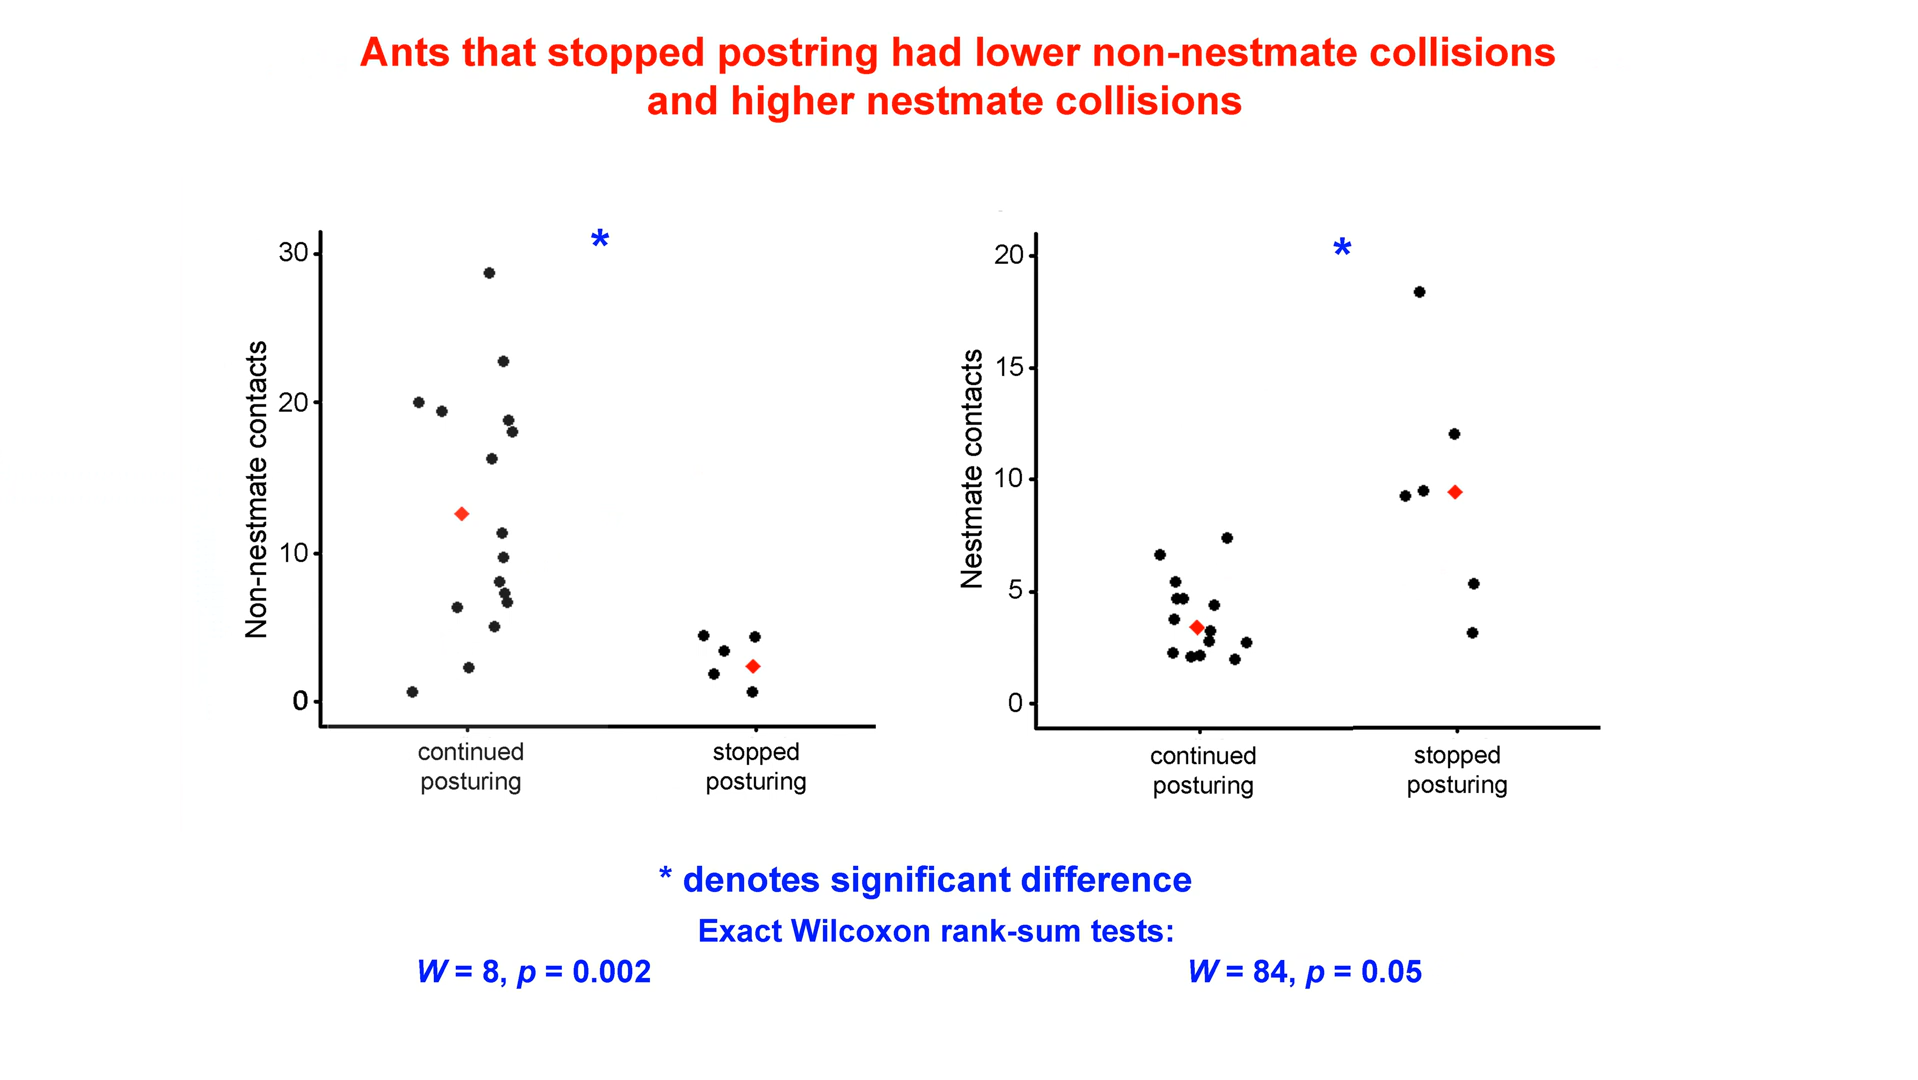 Ants that stopped postring had lower non-nestmate collisions
and higher nestmate collisions
*
30
20
10
0
Non-nestmate contacts
continued
posturing
stopped
posturing
*
20
15
10
5
0
Nestmate contacts
continued
posturing
stopped
posturing
* denotes significant difference
Exact Wilcoxon rank-sum tests:
W = 8, p = 0.002
W = 84, p = 0.05